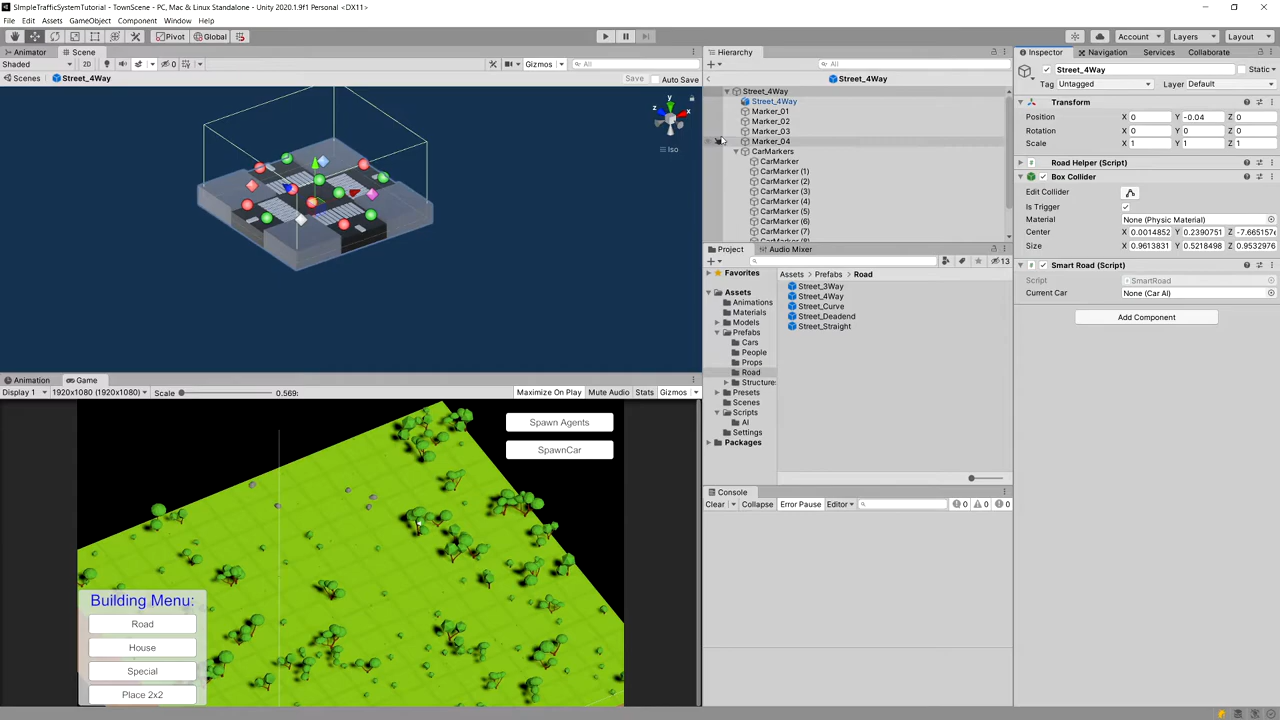 SImpleTrafficSystemTutorial - TownScene - PC, Mac & Linux Standalone - Unity 2020.1.9f1 Personal <DX11>
File Edit Assets GameObject Component Window Help
Pivot Global Account Layers Layout
Animator Scene
Shaded 2D 0 Gizmos All
Scenes Street_4Way Save Auto Save
y
z x
Iso
Hierarchy
All
Street_4Way
Street_4Way
Street_4Way
Marker_01
Marker_02
Marker_03
Marker_04
CarMarkers
CarMarker
CarMarker (1)
CarMarker (2)
CarMarker (3)
CarMarker (4)
CarMarker (5)
CarMarker (6)
CarMarker (7)
CarMarker (8)
Project Audio Mixer
13
Favorites
Assets
Animations
Materials
Models
Prefabs
Cars
People
Props
Road
Structure
Presets
Scenes
Scripts
AI
Settings
Packages
Assets Prefabs Road
Street_3Way
Street_4Way
Street_Curve
Street_Deadend
Street_Straight
Console
Clear Collapse Error Pause Editor 0 0 0
Inspector Navigation Services Collaborate
Street_4Way Static
Tag Untagged Layer Default
Transform
Position X 0 Y -0.04 Z 0
Rotation X 0 Y 0 Z 0
Scale X 1 Y 1 Z 1
Road Helper (Script)
Box Collider
Edit Collider
Is Trigger
Material None (Physic Material)
Center X 0.0014852 Y 0.2390751 Z -7.665157
Size X 0.9613831 Y 0.5218498 Z 0.9532976
Smart Road (Script)
Script SmartRoad
Current Car None (Car AI)
Add Component
Animation Game
Display 1 1920x1080 (1920x1080) Scale 0.569: Maximize On Play Mute Audio Stats Gizmos
Spawn Agents
SpawnCar
Building Menu:
Road
House
Special
Place 2x2